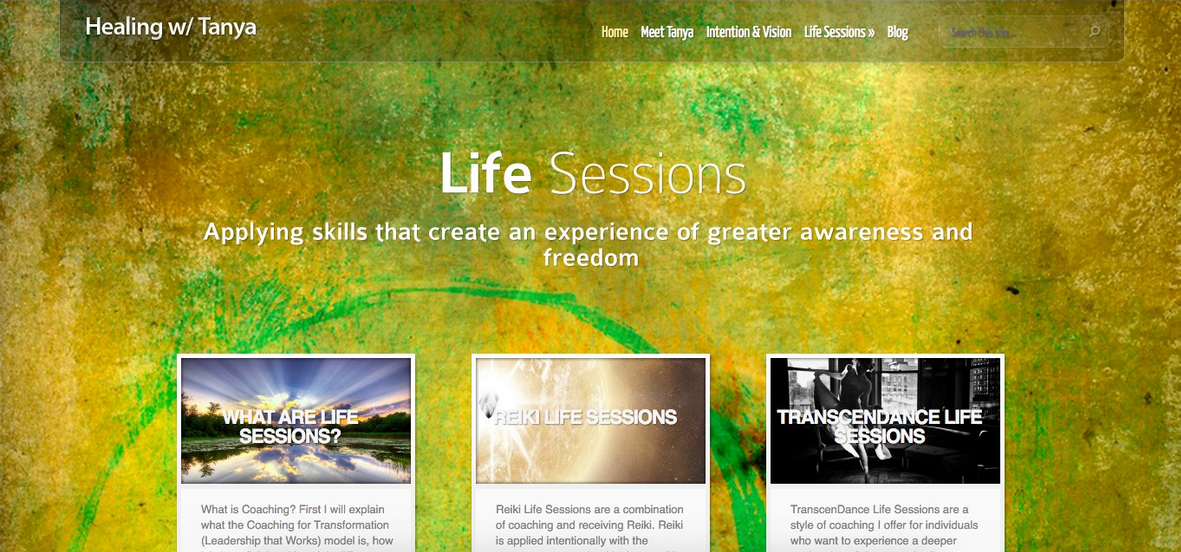 Healing w/ Tanya
Home Meet Tanya Intention & Vision Life Sessions » Blog
Search this site...
Life Sessions
Applying skills that create an experience of greater awareness and
freedom
WHAT ARE LIFE
SESSIONS?
REIKI LIFE SESSIONS
TRANSCENDANCE LIFE
SESSIONS
What is Coaching? First I will explain
what the Coaching for Transformation
(Leadership that Works) model is, how
Reiki Life Sessions are a combination
of coaching and receiving Reiki. Reiki
is applied intentionally with the
TranscenDance Life Sessions are a
style of coaching I offer for individuals
who want to experience a deeper